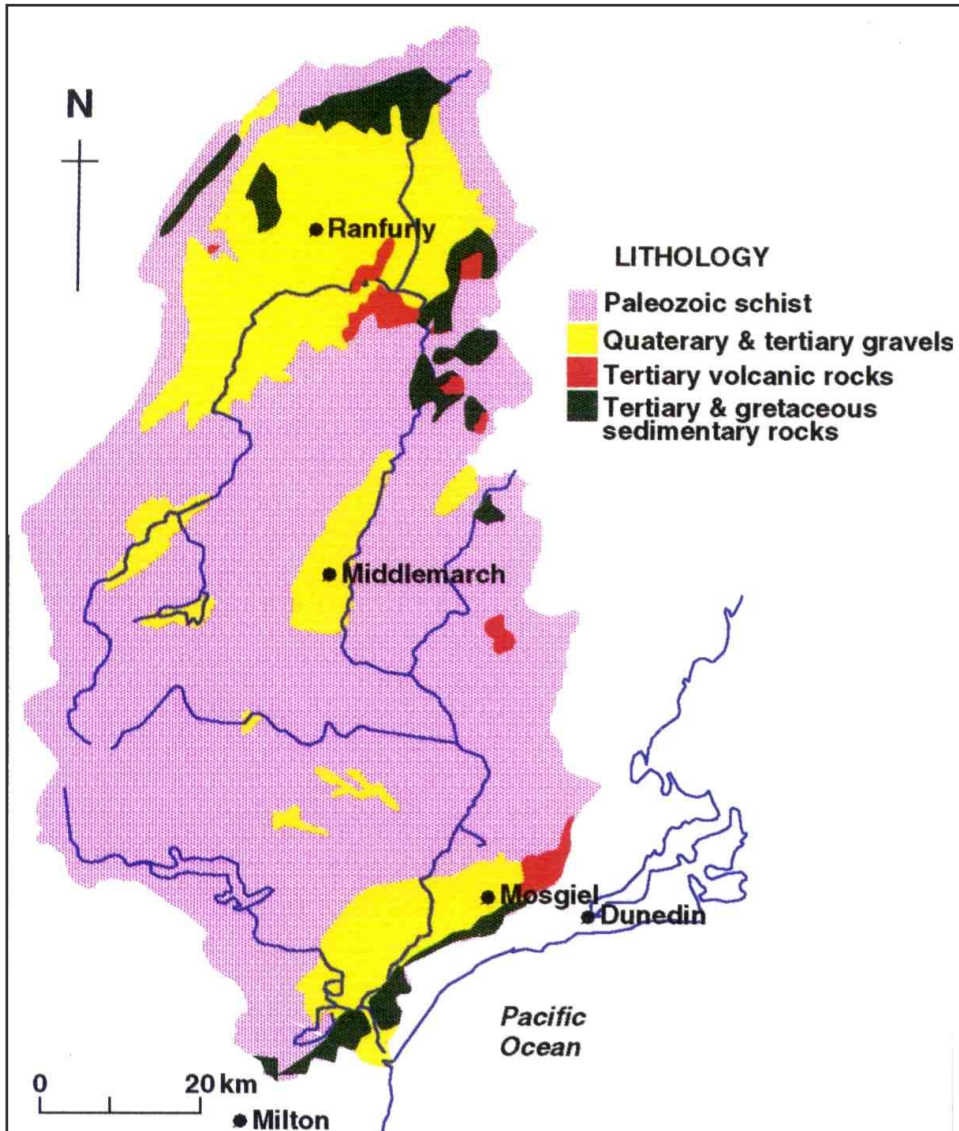 N
Ranfurly
LITHOLOGY
Paleozoic schist
Quaterary & tertiary gravels
Tertiary volcanic rocks
Tertiary & gretaceous
sedimentary rocks
Middlemarch
Mosgiel
Dunedin
Pacific
Ocean
0 20 km
Milton